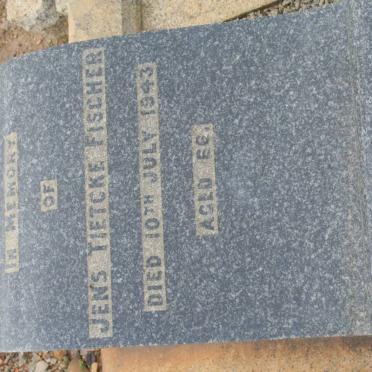 IN MEMORY
OF
JENS TIETCKE FISCHER
DIED 10TH JULY 1943
AGED 66.